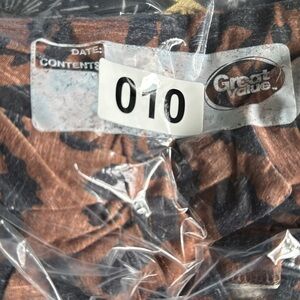 DATE:
CONTENTS
010
Great
Value